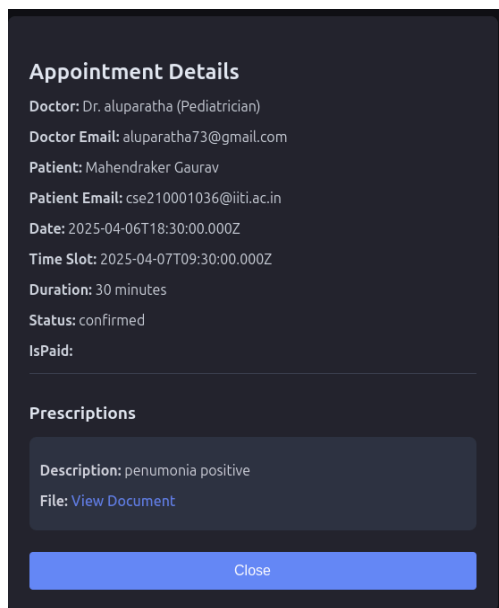 Appointment Details
Doctor: Dr. aluparatha (Pediatrician)
Doctor Email: aluparatha73@gmail.com
Patient: Mahendraker Gaurav
Patient Email: cse210001036@iiti.ac.in
Date: 2025-04-06T18:30:00.000Z
Time Slot: 2025-04-07T09:30:00.000Z
Duration: 30 minutes
Status: confirmed
IsPaid:
Prescriptions
Description: penumonia positive
File: View Document
Close